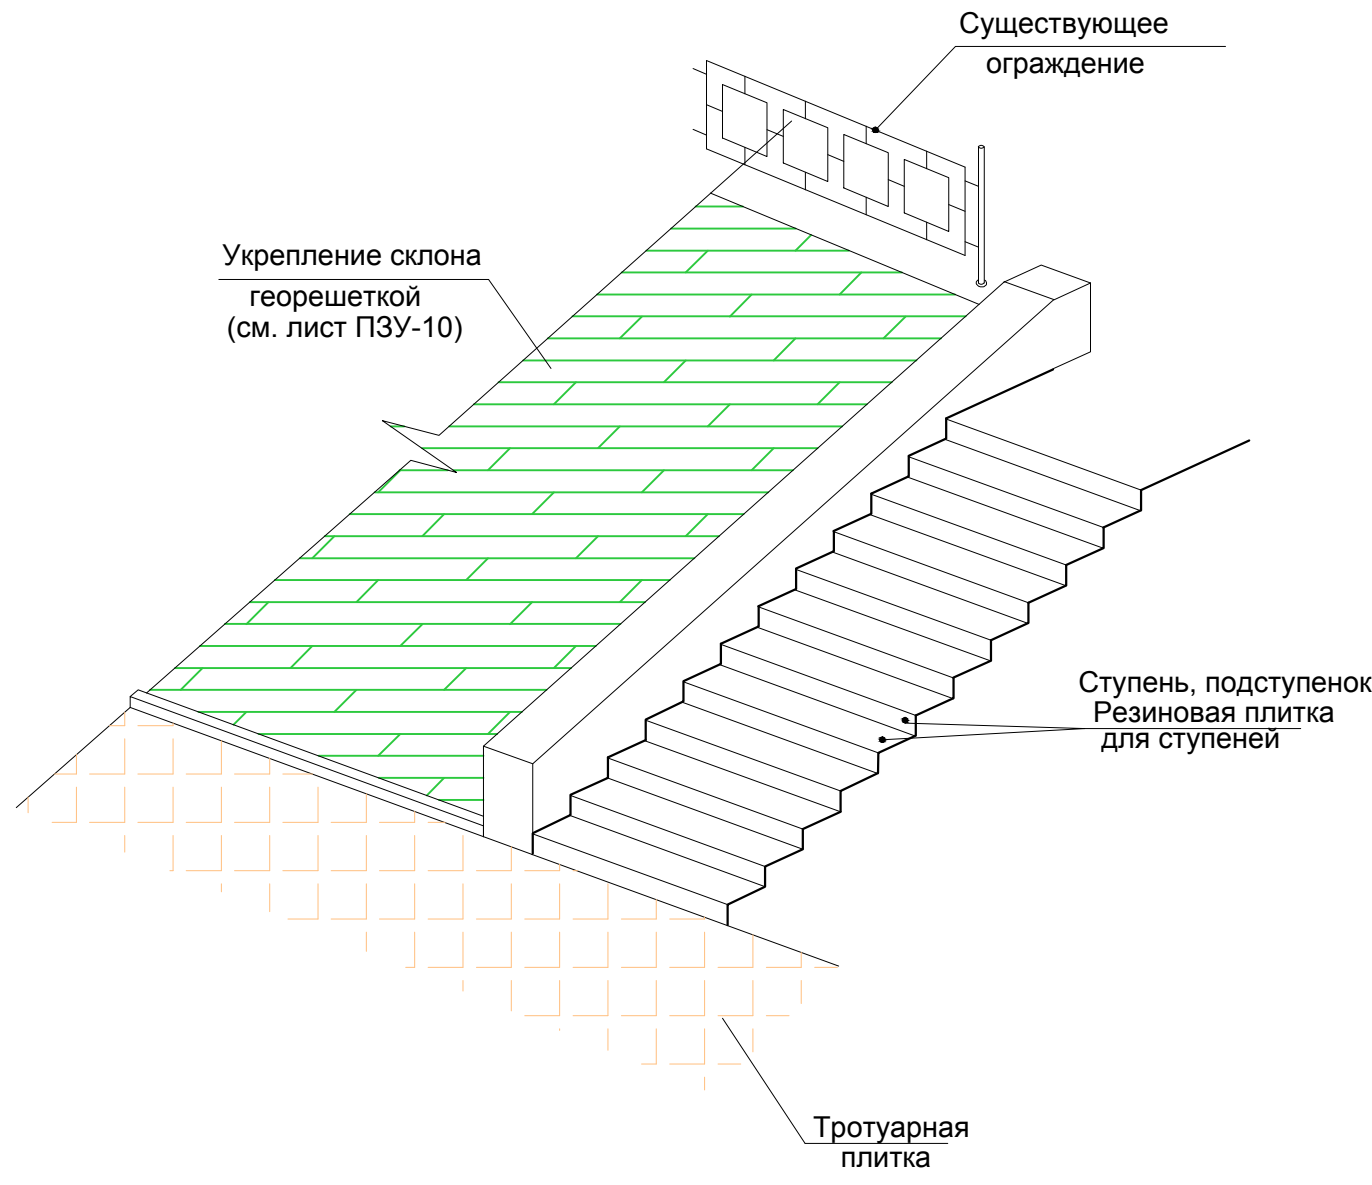 Существующее
ограждение
Укрепление склона
георешеткой
(см. лист ПЗУ-10)
Ступень, подступенок
Резиновая плитка
для ступеней
Тротуарная
плитка